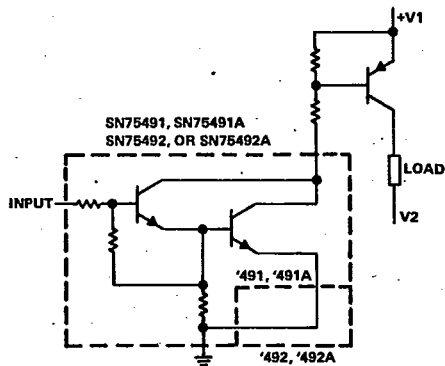 +V1
SN75491, SN75491A
SN75492, OR SN75492A
LOAD
INPUT
V2
'491, '491A
'492, '492A